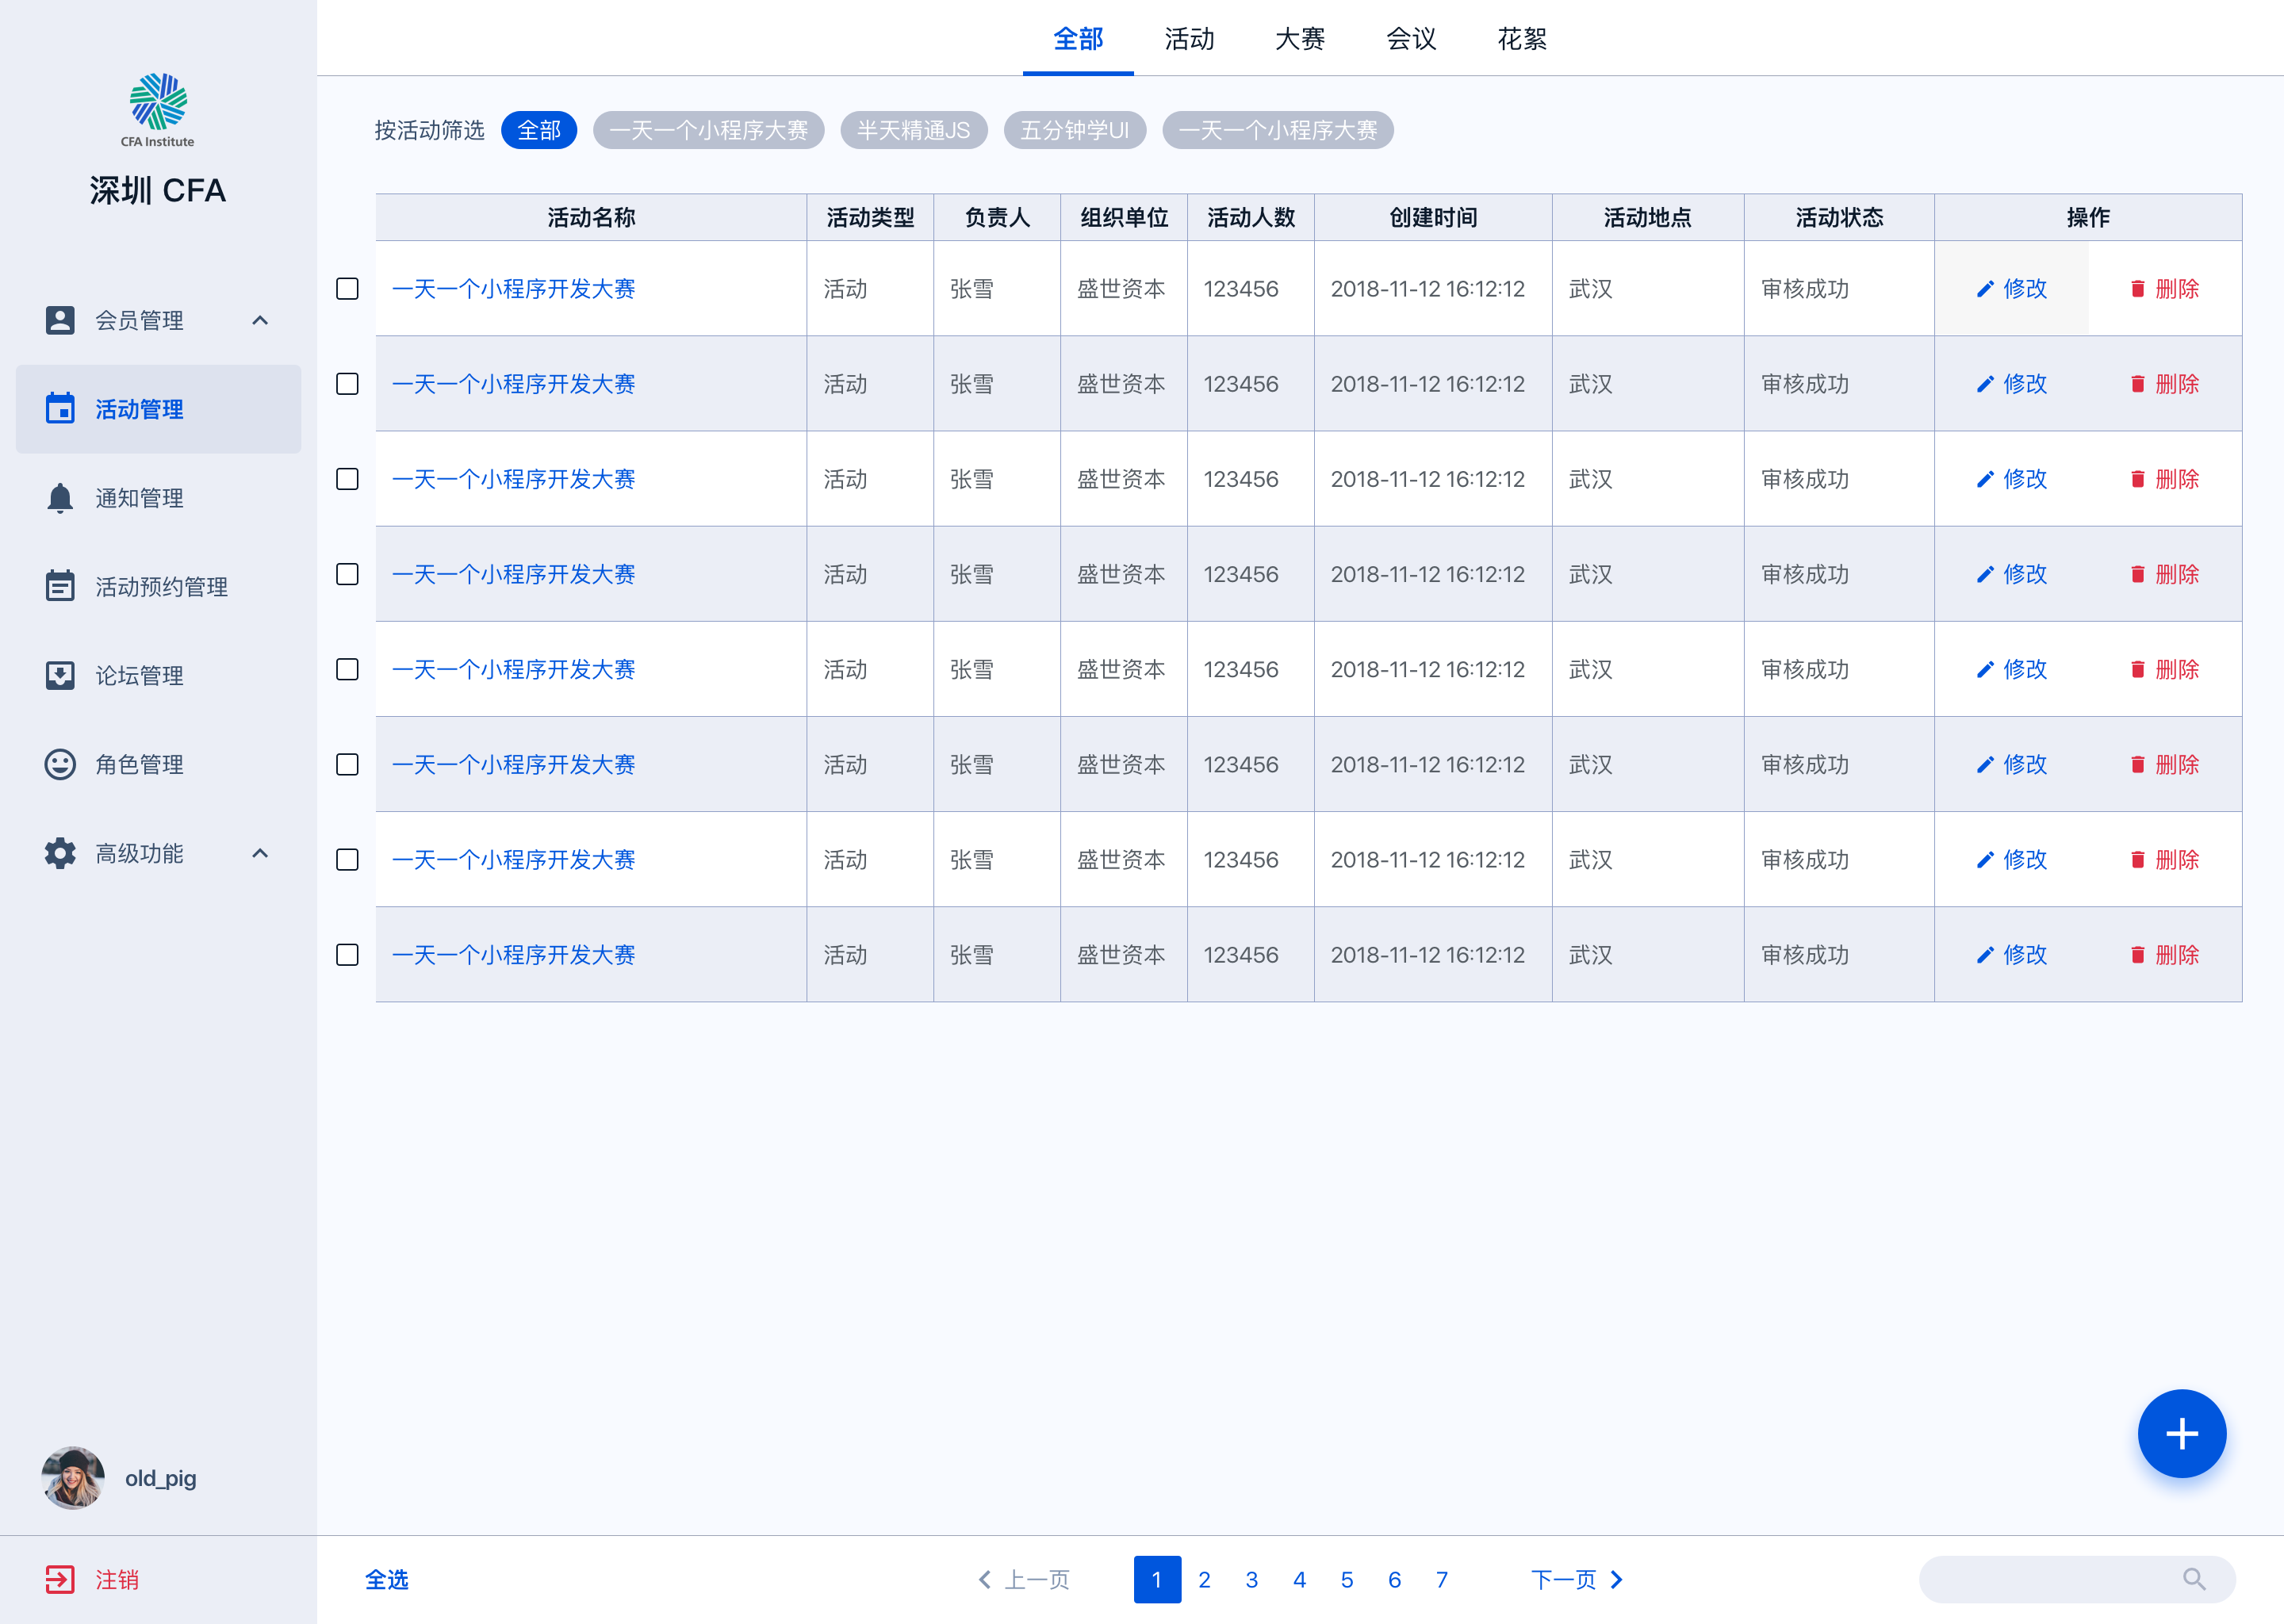 CFA Institute
深圳 CFA
会员管理
活动管理
通知管理
活动预约管理
论坛管理
角色管理
高级功能
old_pig
注销
全部 活动 大赛 会议 花絮
按活动筛选 全部 一天一个小程序大赛 半天精通JS 五分钟学UI 一天一个小程序大赛
活动名称 活动类型 负责人 组织单位 活动人数 创建时间 活动地点 活动状态 操作
一天一个小程序开发大赛 活动 张雪 盛世资本 123456 2018-11-12 16:12:12 武汉 审核成功 修改 删除
一天一个小程序开发大赛 活动 张雪 盛世资本 123456 2018-11-12 16:12:12 武汉 审核成功 修改 删除
一天一个小程序开发大赛 活动 张雪 盛世资本 123456 2018-11-12 16:12:12 武汉 审核成功 修改 删除
一天一个小程序开发大赛 活动 张雪 盛世资本 123456 2018-11-12 16:12:12 武汉 审核成功 修改 删除
一天一个小程序开发大赛 活动 张雪 盛世资本 123456 2018-11-12 16:12:12 武汉 审核成功 修改 删除
一天一个小程序开发大赛 活动 张雪 盛世资本 123456 2018-11-12 16:12:12 武汉 审核成功 修改 删除
一天一个小程序开发大赛 活动 张雪 盛世资本 123456 2018-11-12 16:12:12 武汉 审核成功 修改 删除
一天一个小程序开发大赛 活动 张雪 盛世资本 123456 2018-11-12 16:12:12 武汉 审核成功 修改 删除
全选 上一页 1 2 3 4 5 6 7 下一页